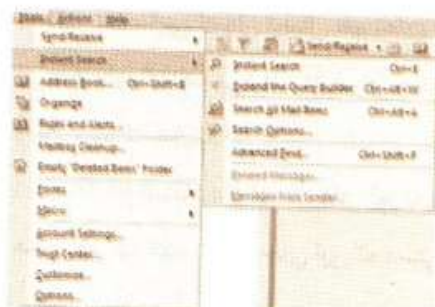 Tools Actions Help
Send/Receive
Instant Search
Address Book... Ctrl+Shift+B
Organize
Rules and Alerts...
Mailbox Cleanup...
Empty "Deleted Items" Folder
Forms
Macro
Account Settings...
Trust Center...
Customize...
Options...
Send/Receive
Instant Search Ctrl+E
Expand the Query Builder Ctrl+Alt+W
Search All Mail Items Ctrl+Alt+A
Search Options...
Advanced Find... Ctrl+Shift+F
Related Messages...
Messages from Sender...